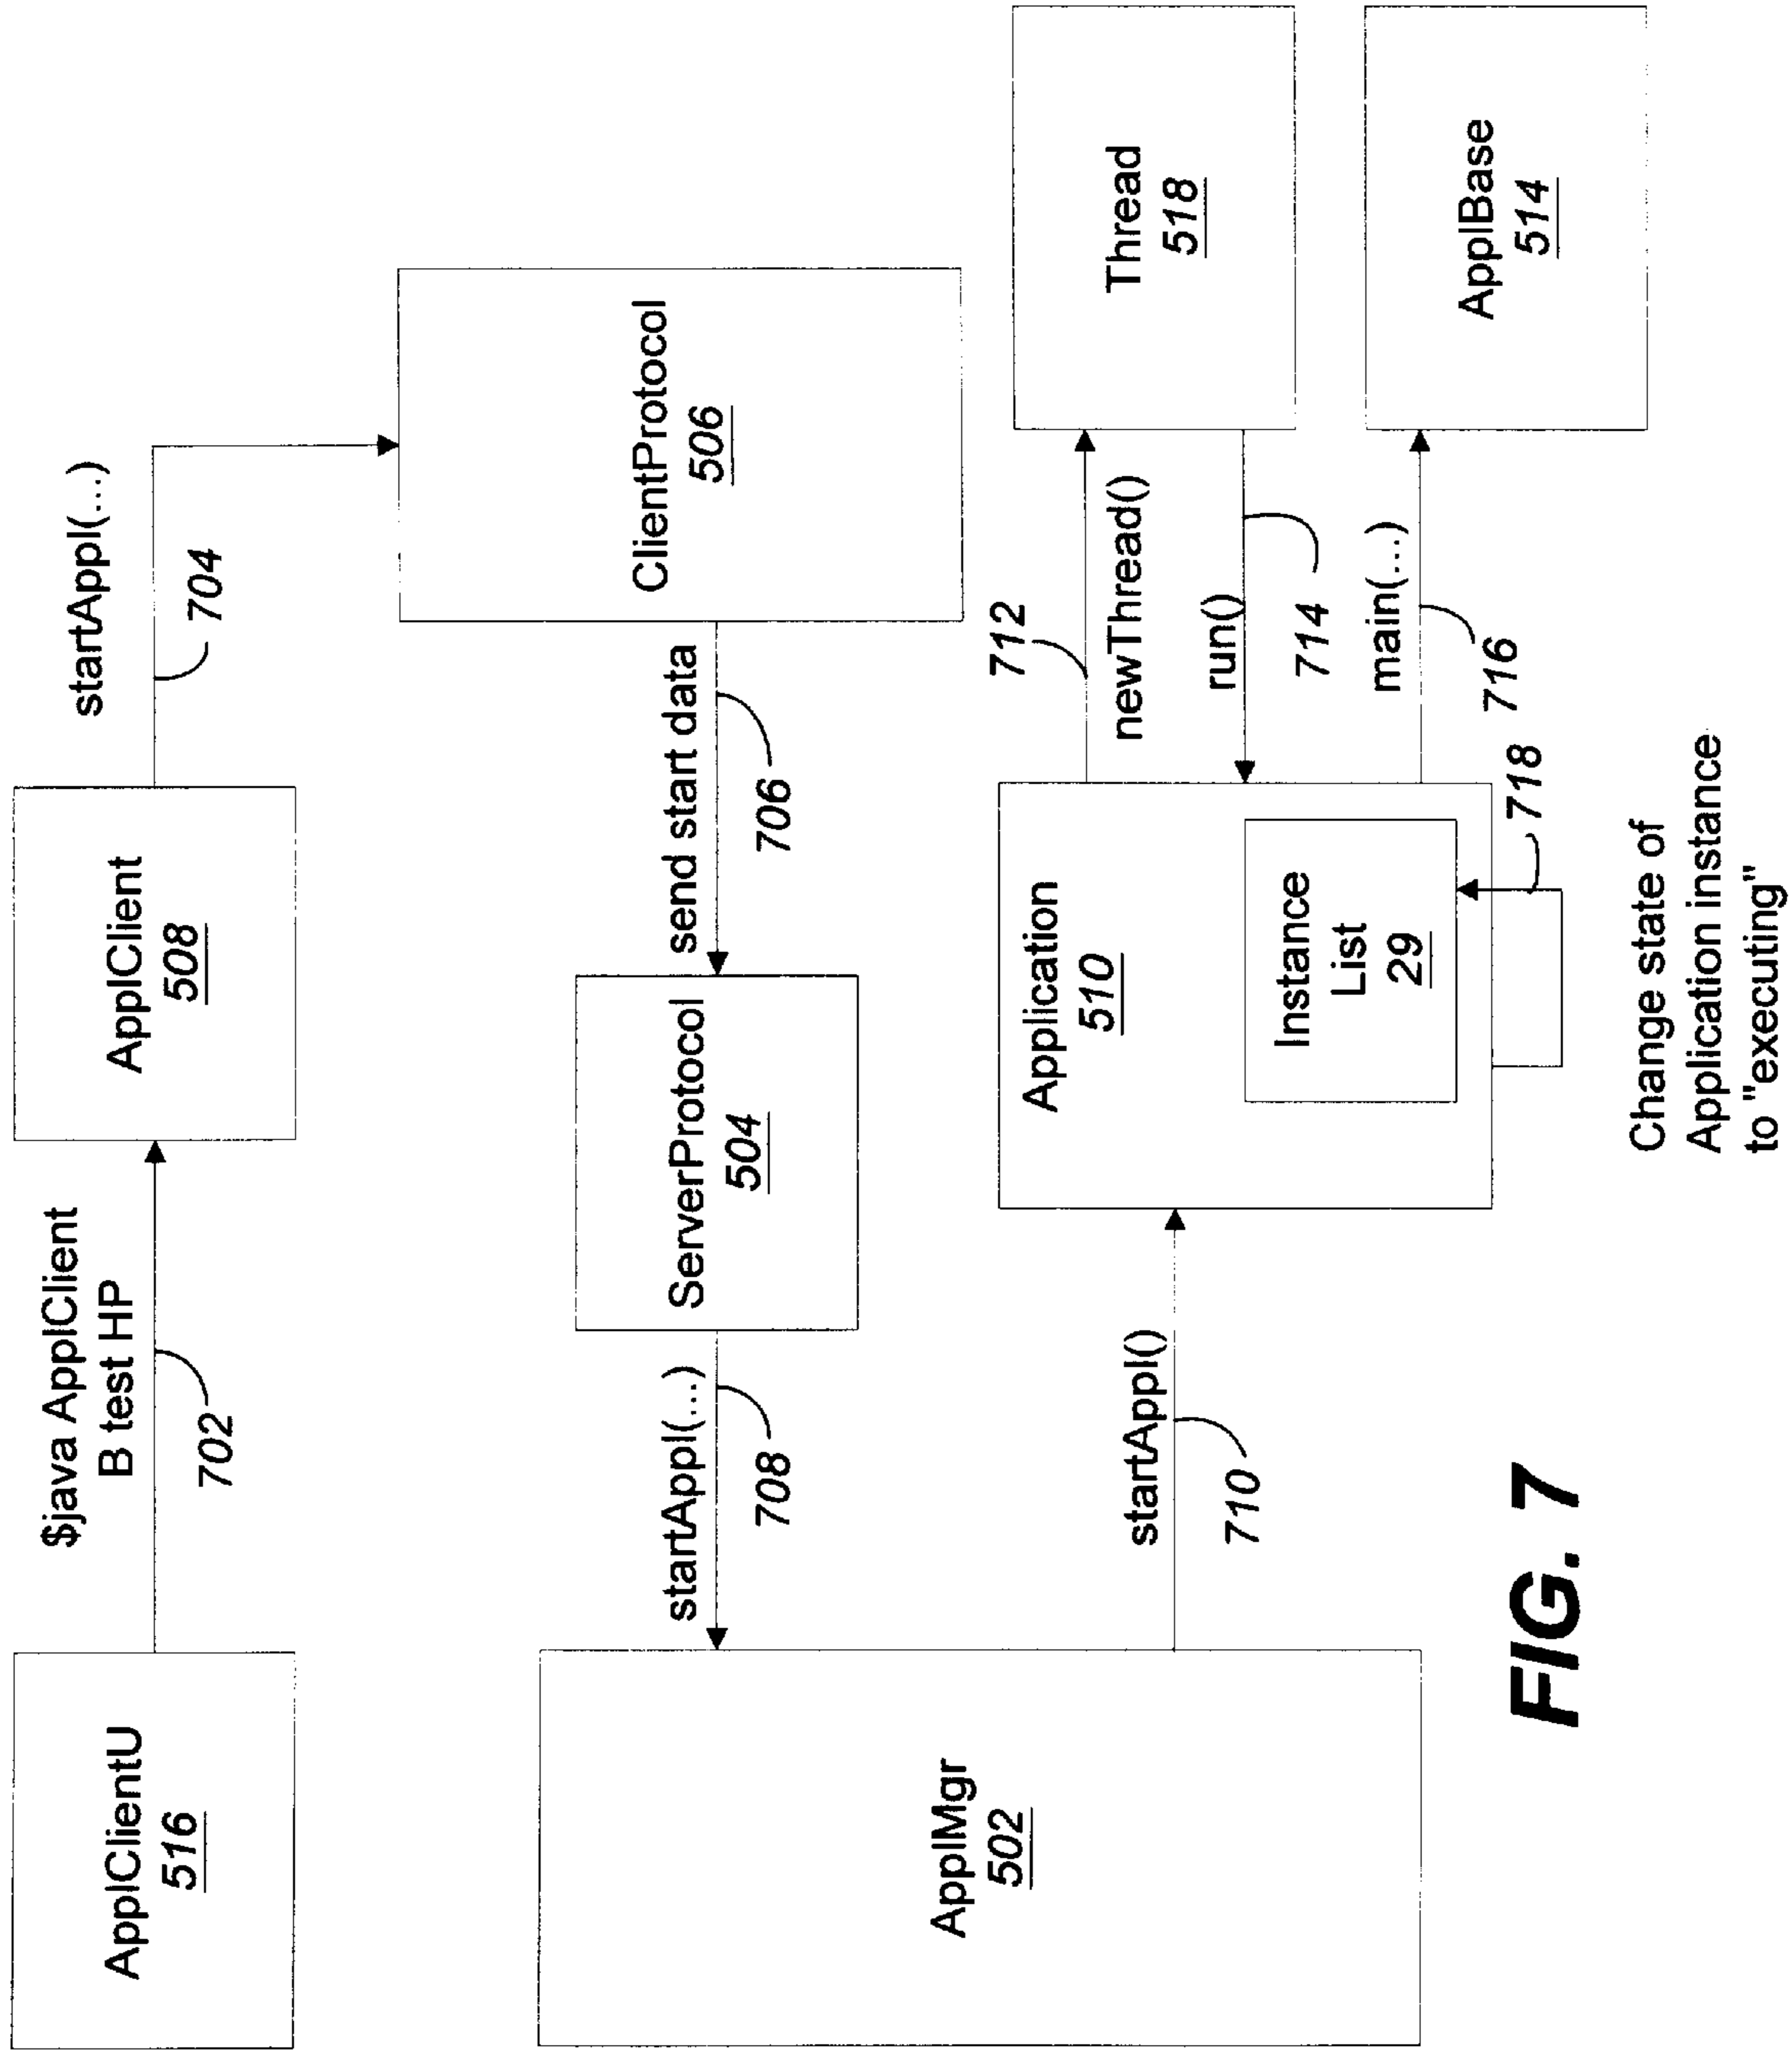 ApplClientU
516
$java ApplClient
B test HP
702
ApplClient
508
startAppl(...)
704
ClientProtocol
506
send start data
706
ServerProtocol
504
startAppl(...)
708
ApplMgr
502
startAppl()
710
Application
510
Instance
List
29
712
newThread()
Thread
518
run()
714
main(...)
716
ApplBase
514
718
Change state of
Application instance
to "executing"
FIG. 7